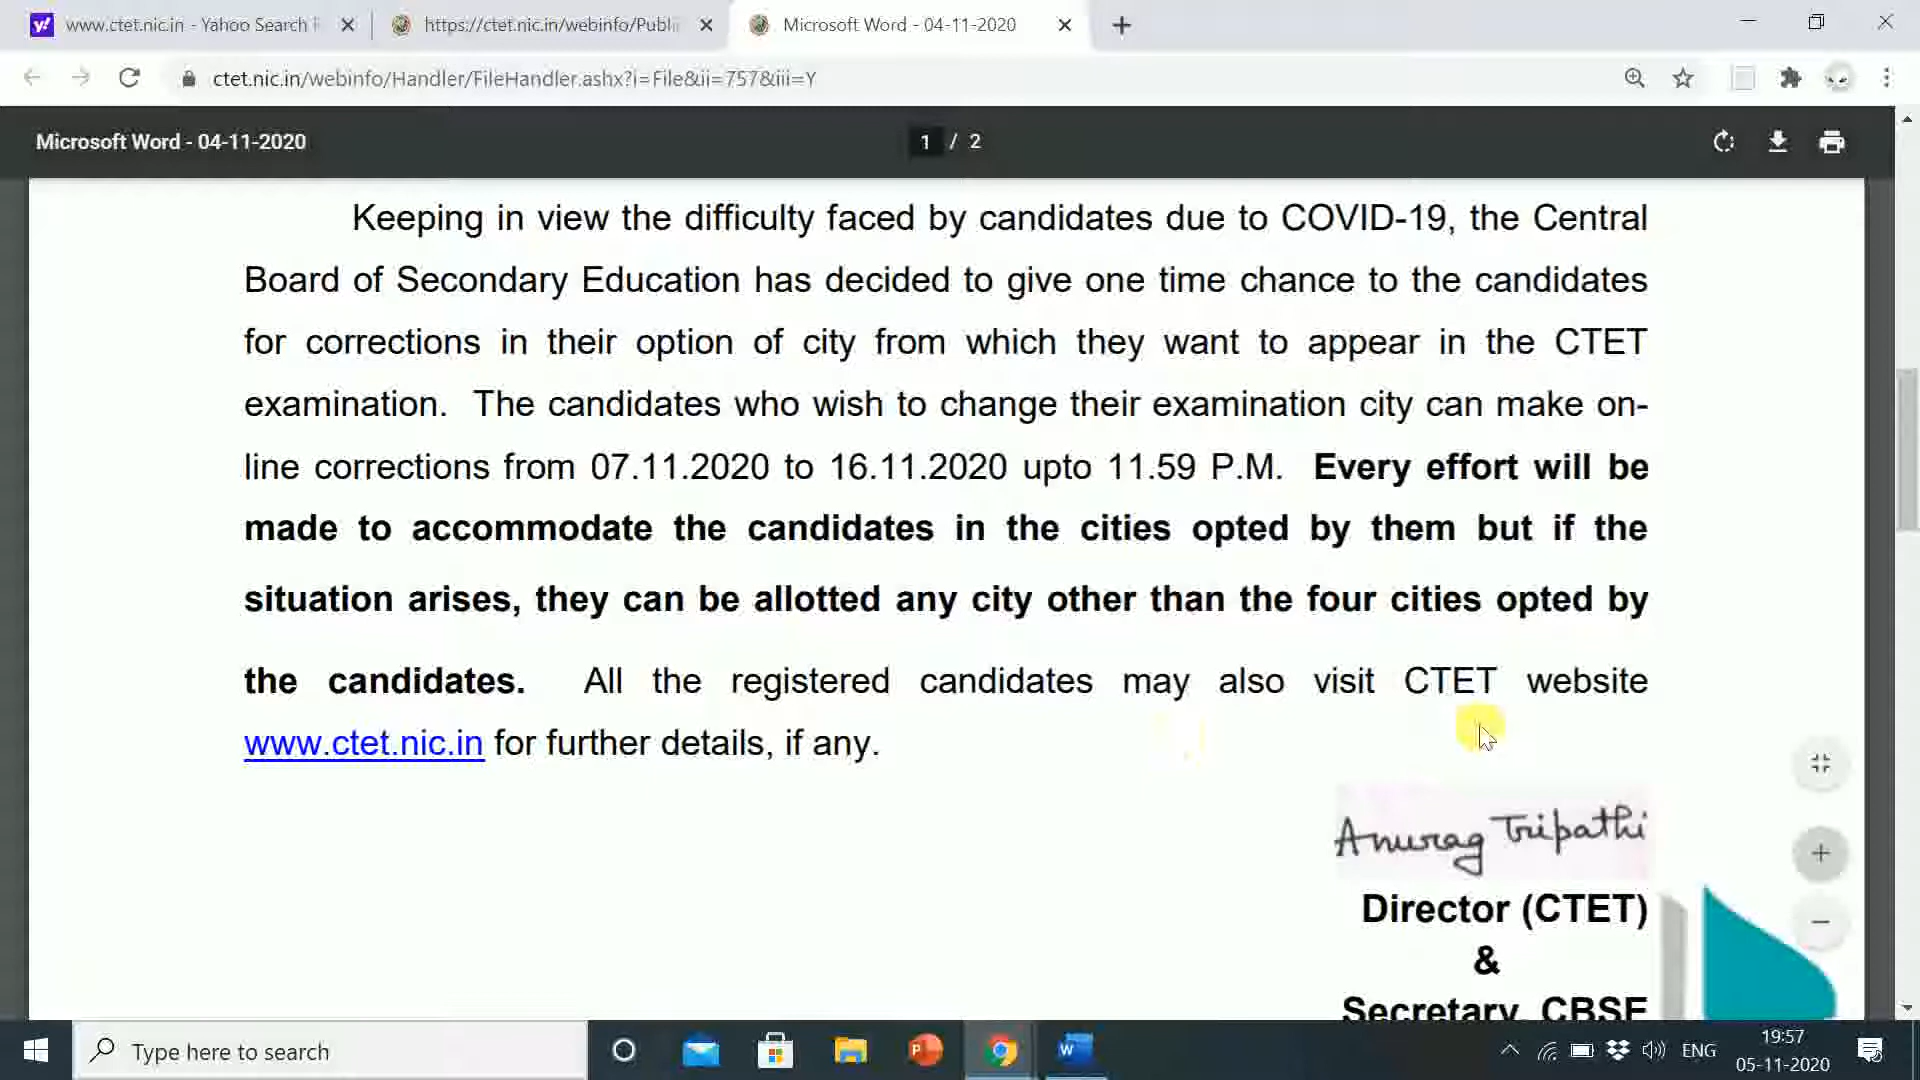 www.ctet.nic.in - Yahoo Search
https://ctet.nic.in/webinfo/Publi
Microsoft Word - 04-11-2020
ctet.nic.in/webinfo/Handler/FileHandler.ashx?i=File&ii=757&iii=Y
Microsoft Word - 04-11-2020
1 / 2
Keeping in view the difficulty faced by candidates due to COVID-19, the Central
Board of Secondary Education has decided to give one time chance to the candidates
for corrections in their option of city from which they want to appear in the CTET
examination. The candidates who wish to change their examination city can make on-
line corrections from 07.11.2020 to 16.11.2020 upto 11.59 P.M. Every effort will be
made to accommodate the candidates in the cities opted by them but if the
situation arises, they can be allotted any city other than the four cities opted by
the candidates. All the registered candidates may also visit CTET website
www.ctet.nic.in for further details, if any.
Anurag Tripathi
Director (CTET)
&
Secretary, CBSE
Type here to search
ENG
19:57
05-11-2020